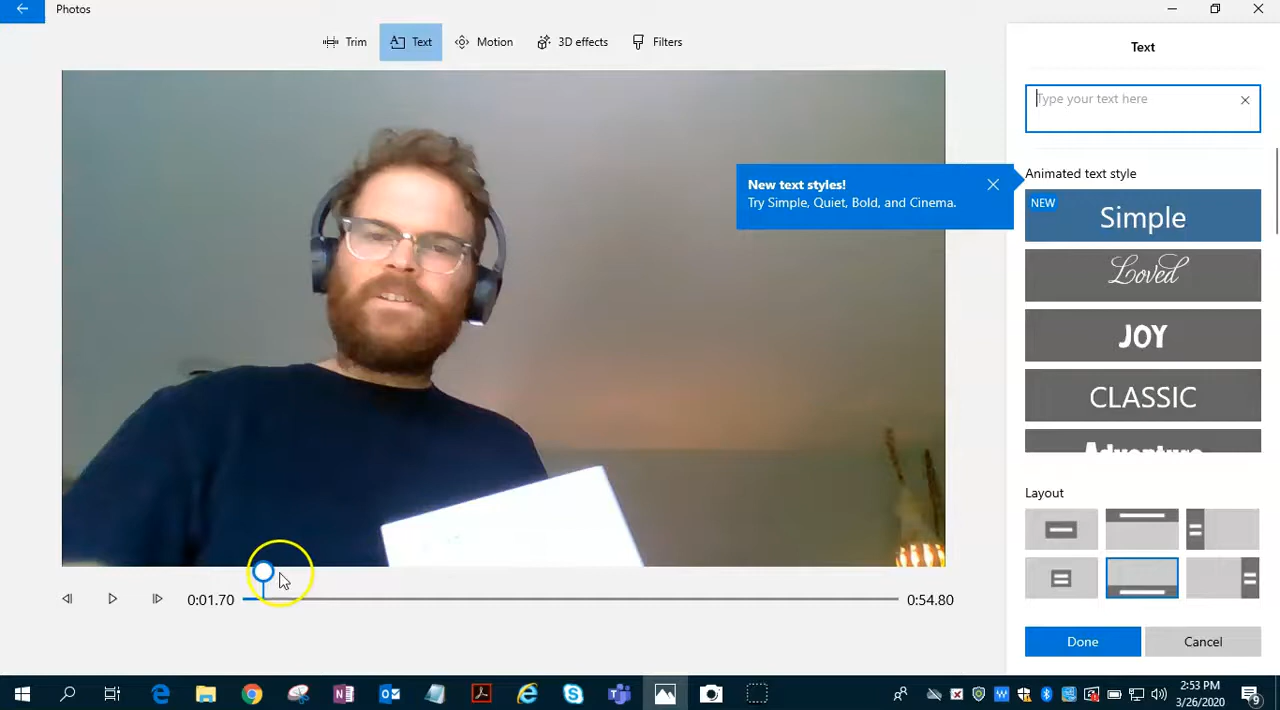 Photos
Trim
Text
Motion
3D effects
Filters
Text
Type your text here
New text styles!
Try Simple, Quiet, Bold, and Cinema.
Animated text style
NEW
Simple
Loved
JOY
CLASSIC
Adventure
Layout
0:01.70
0:54.80
Done
Cancel
2:53 PM
3/26/2020
9